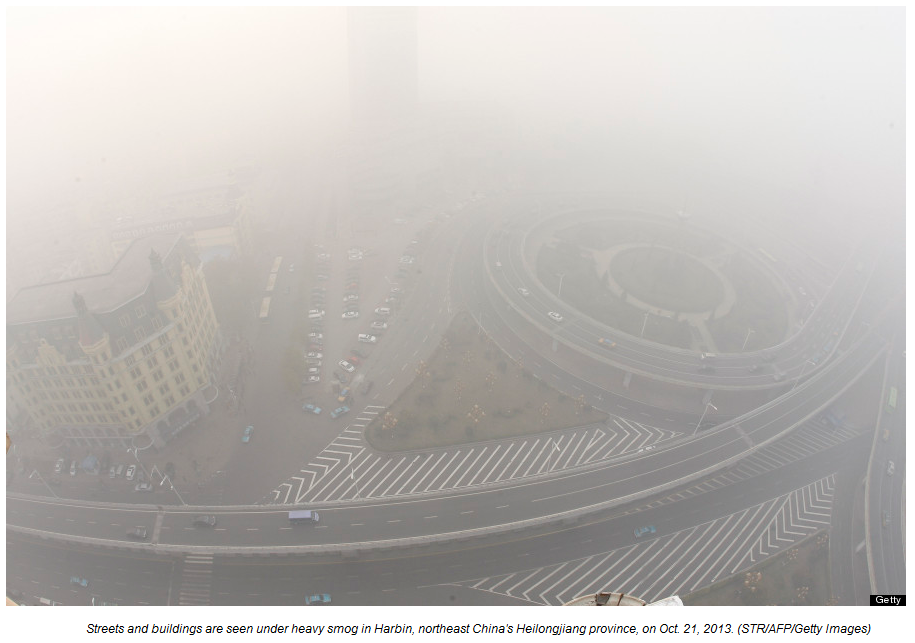 Getty
Streets and buildings are seen under heavy smog in Harbin, northeast China's Heilongjiang province, on Oct. 21, 2013. (STR/AFP/Getty Images)